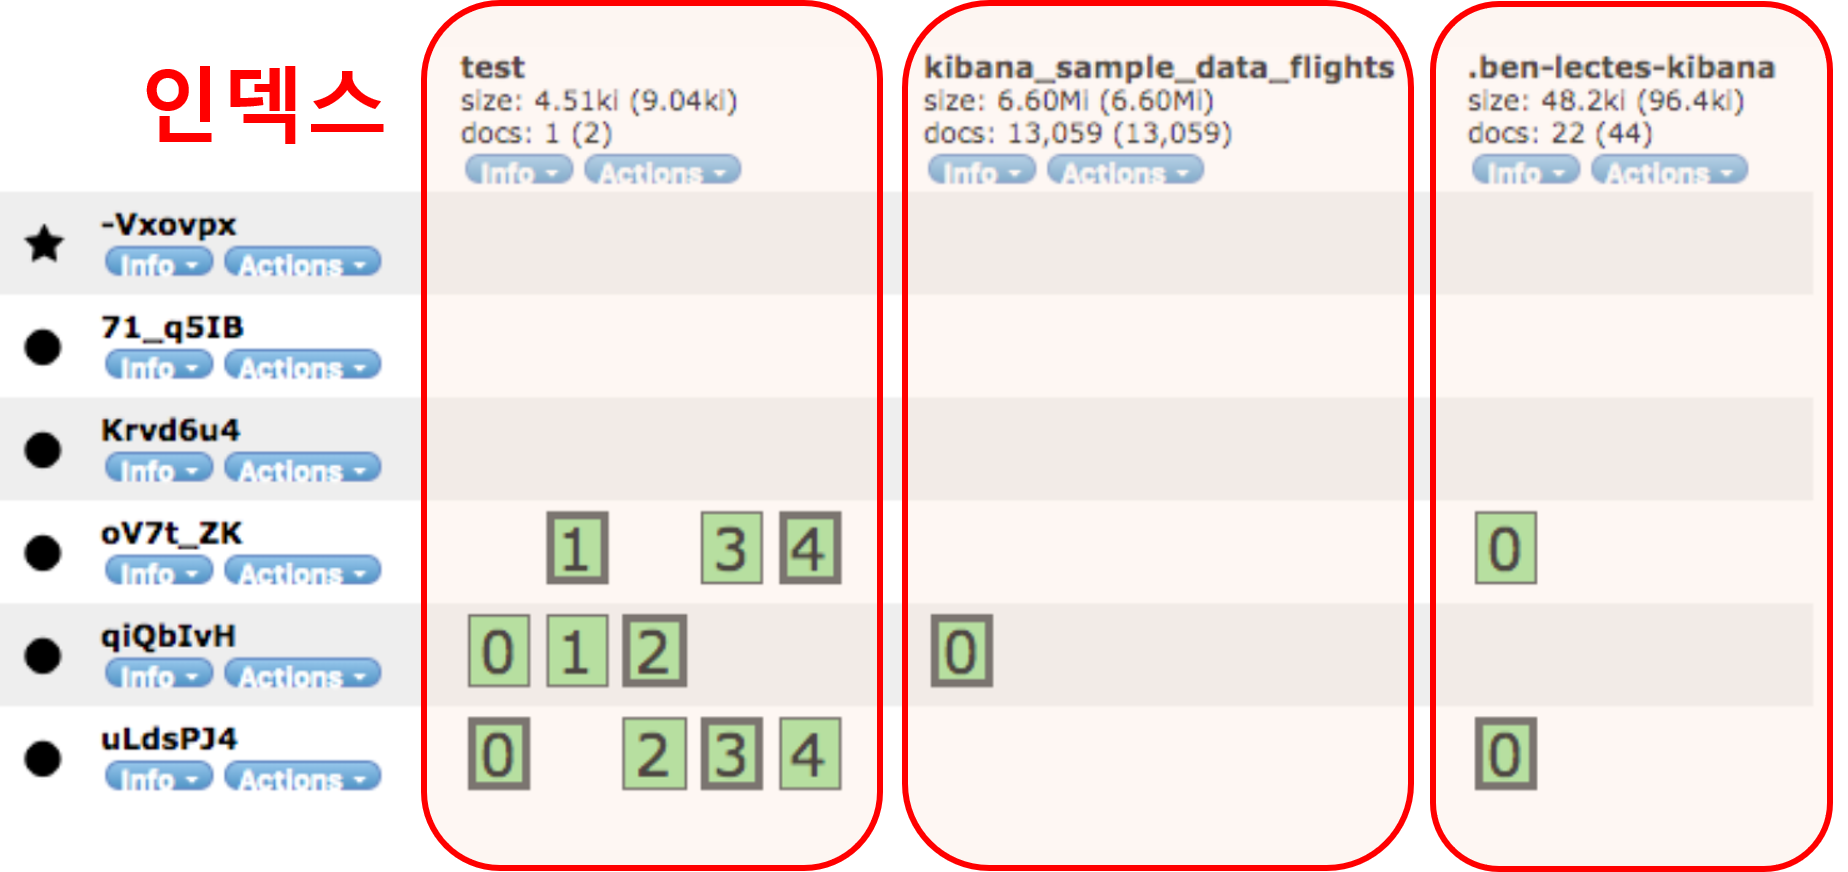 인덱스
test
size: 4.51ki (9.04ki)
docs: 1 (2)
Info Actions
kibana_sample_data_flights
size: 6.60Mi (6.60Mi)
docs: 13,059 (13,059)
Info Actions
.ben-lectes-kibana
size: 48.2ki (96.4ki)
docs: 22 (44)
Info Actions
-Vxovpx
Info Actions
71_q5IB
Info Actions
Krvd6u4
Info Actions
oV7t_ZK
Info Actions
1 3 4 0
qiQbIvH
Info Actions
0 1 2 0
uLdsPJ4
Info Actions
0 2 3 4 0